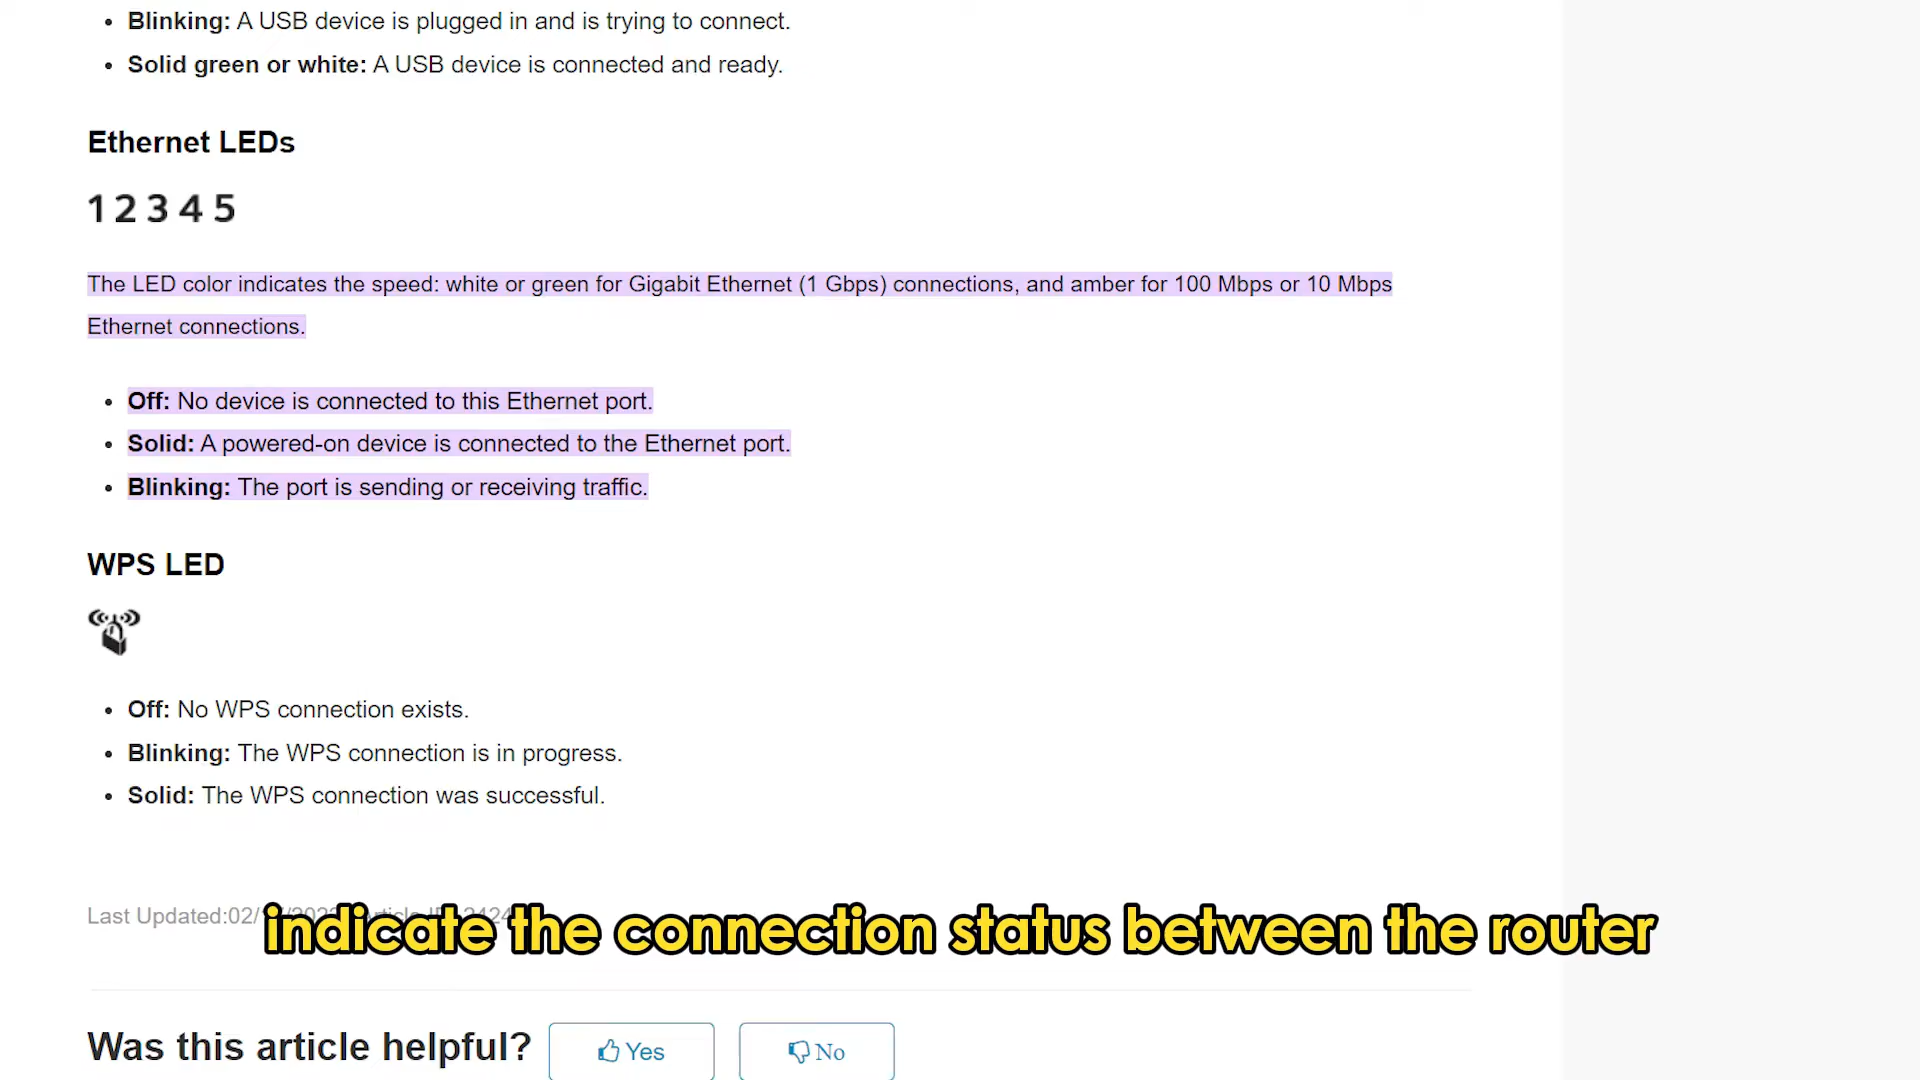 Blinking: A USB device is plugged in and is trying to connect.
Solid green or white: A USB device is connected and ready.
Ethernet LEDs
1 2 3 4 5
The LED color indicates the speed: white or green for Gigabit Ethernet (1 Gbps) connections, and amber for 100 Mbps or 10 Mbps
Ethernet connections.
Off: No device is connected to this Ethernet port.
Solid: A powered-on device is connected to the Ethernet port.
Blinking: The port is sending or receiving traffic.
WPS LED
Off: No WPS connection exists.
Blinking: The WPS connection is in progress.
Solid: The WPS connection was successful.
Last Updated:02/
indicate the connection status between the router
Was this article helpful? Yes No